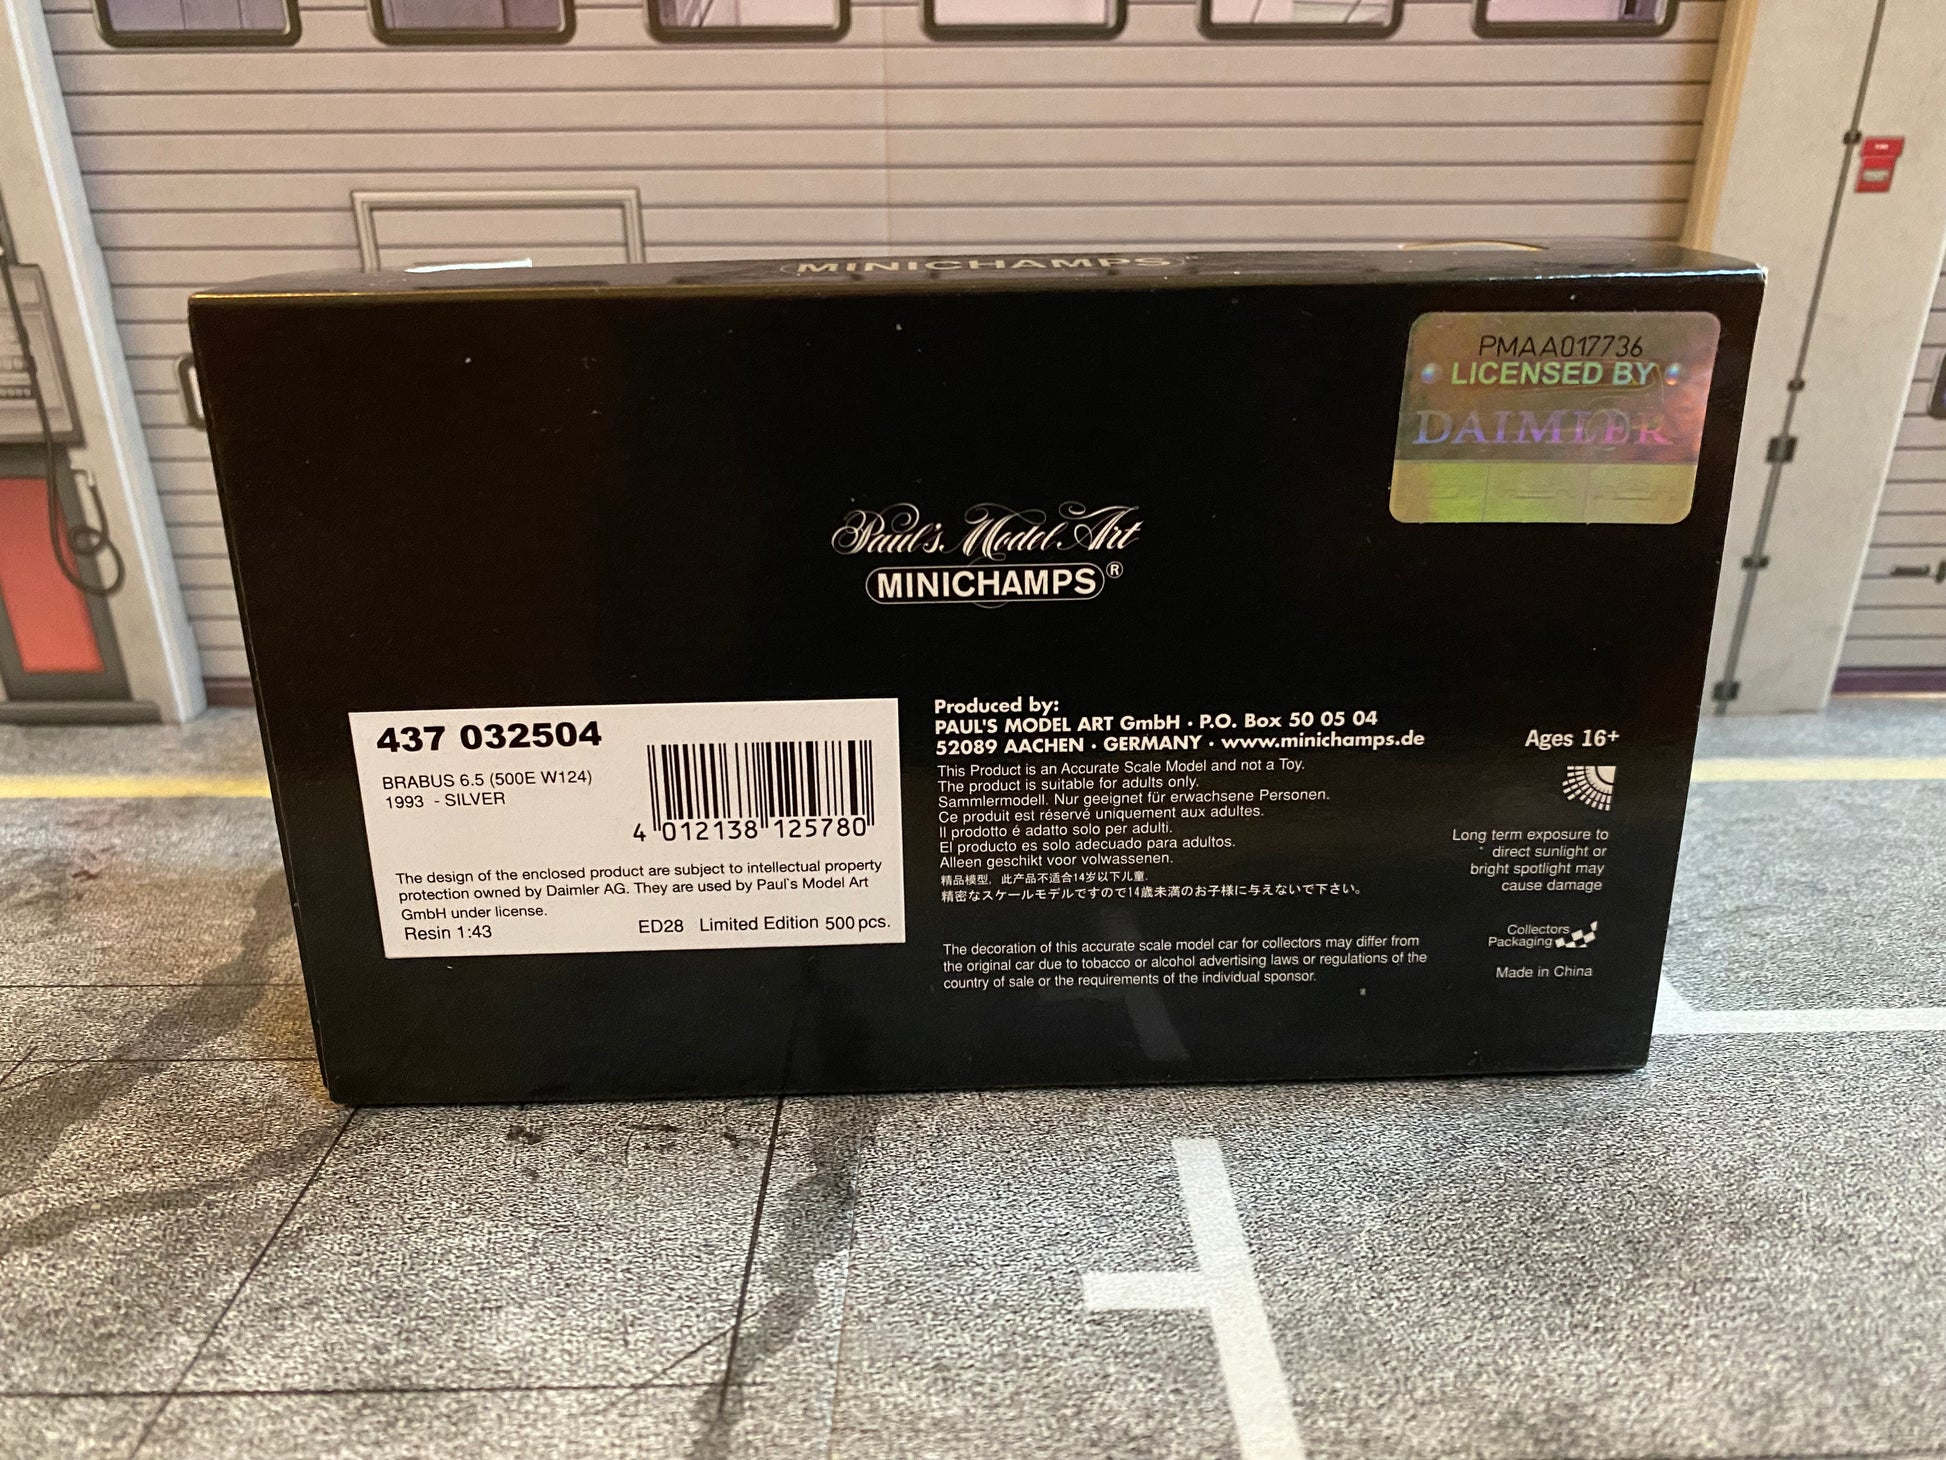 MINICHAMPS
PMAA017736
LICENSED BY
DAIMLER
Paul's Model Art
MINICHAMPS®
437 032504
BRABUS 6.5 (500E W124)
1993 - SILVER
4 012138 125780
The design of the enclosed product are subject to intellectual property
protection owned by Daimler AG. They are used by Paul`s Model Art
GmbH under license.
Resin 1:43
ED28 Limited Edition 500 pcs.
Produced by:
PAUL'S MODEL ART GmbH · P.O. Box 50 05 04
52089 AACHEN · GERMANY · www.minichamps.de
This Product is an Accurate Scale Model and not a Toy.
The product is suitable for adults only.
Sammlermodell. Nur geeignet für erwachsene Personen.
Ce produit est réservé uniquement aux adultes.
Il prodotto é adatto solo per adulti.
El producto es solo adecuado para adultos.
Alleen geschikt voor volwassenen.
精品模型，此产品不适合14岁以下儿童.
精密なスケールモデルですので14歳未満のお子様に与えないで下さい。
The decoration of this accurate scale model car for collectors may differ from
the original car due to tobacco or alcohol advertising laws or regulations of the
country of sale or the requirements of the individual sponsor.
Ages 16+
Long term exposure to
direct sunlight or
bright spotlight may
cause damage
Collectors
Packaging
Made in China